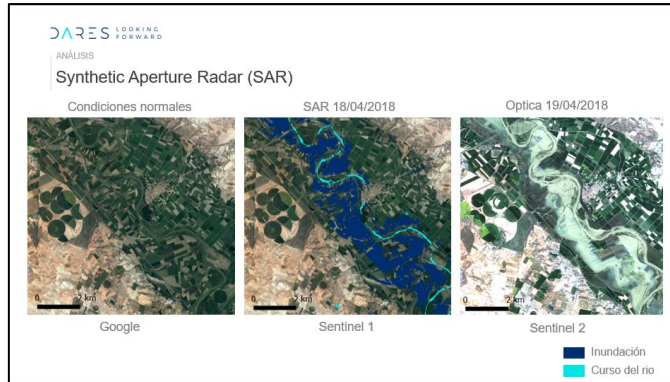 DARES LOOKING
FORWARD
ANÁLISIS
Synthetic Aperture Radar (SAR)
Condiciones normales
SAR 18/04/2018
Optica 19/04/2018
0 2 km
0 2 km
0 2 km
Google
Sentinel 1
Sentinel 2
Inundación
Curso del rio